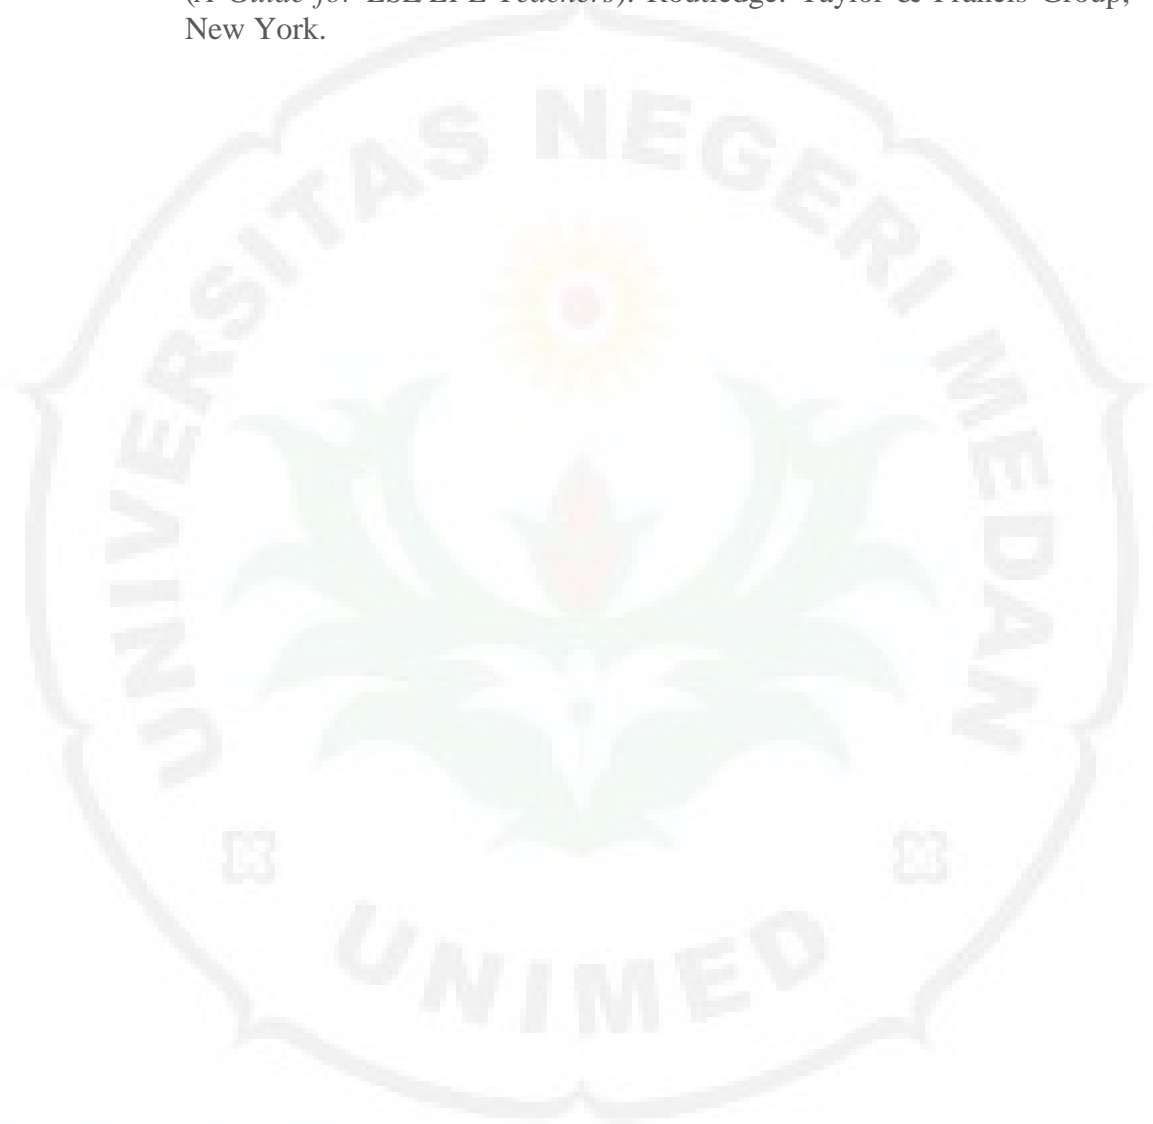 (A Guide for ESL/EFL Teachers). Routledge: Taylor & Francis Group,
New York.
UNIVERSITAS NEGERI MEDAN
UNIMED